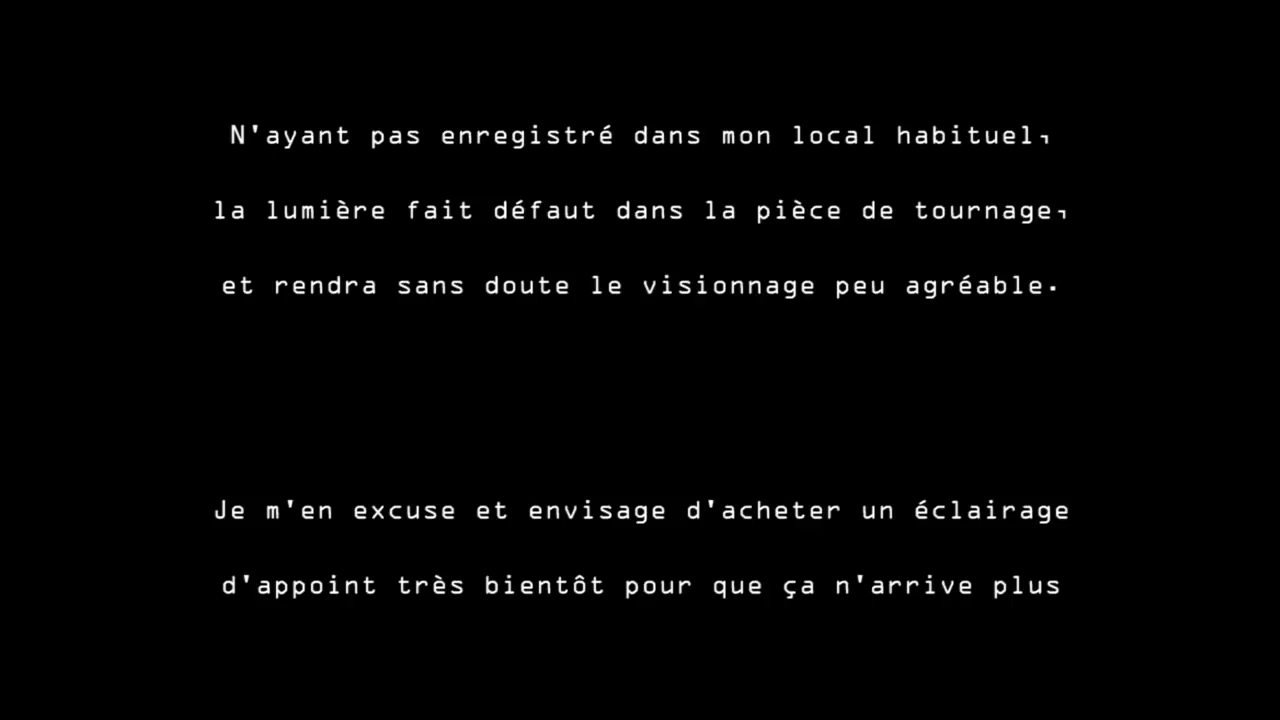 N'ayant pas enregistré dans mon local habituel,
la lumière fait défaut dans la pièce de tournage,
et rendra sans doute le visionnage peu agréable.
Je m'en excuse et envisage d'acheter un éclairage
d'appoint très bientôt pour que ça n'arrive plus